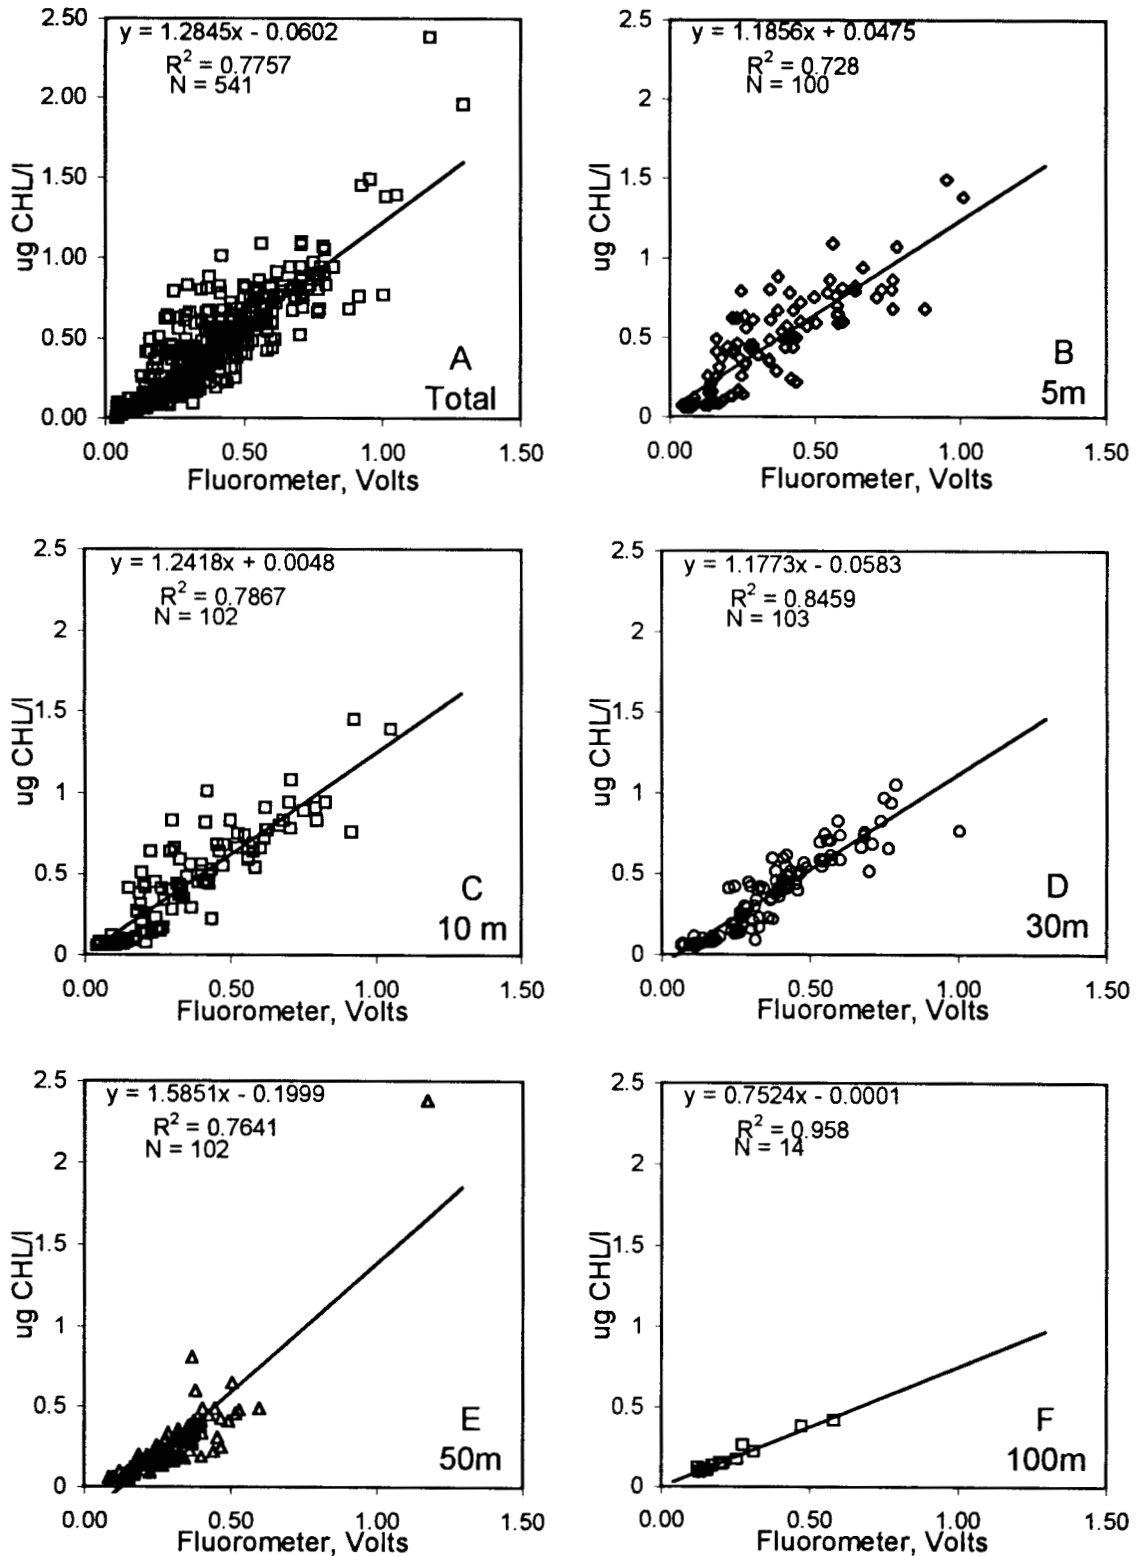 y = 1.2845x - 0.0602
R² = 0.7757
N = 541
2.50
2.00
1.50
1.00
0.50
0.00
ug CHL/l
A
Total
0.00 0.50 1.00 1.50
Fluorometer, Volts
y = 1.1856x + 0.0475
R² = 0.728
N = 100
2.5
2
1.5
1
0.5
0
ug CHL/l
B
5m
0.00 0.50 1.00 1.50
Fluorometer, Volts
y = 1.2418x + 0.0048
R² = 0.7867
N = 102
2.5
2
1.5
1
0.5
0
ug CHL/l
C
10 m
0.00 0.50 1.00 1.50
Fluorometer, Volts
y = 1.1773x - 0.0583
R² = 0.8459
N = 103
2.5
2
1.5
1
0.5
0
ug CHL/l
D
30m
0.00 0.50 1.00 1.50
Fluorometer, Volts
y = 1.5851x - 0.1999
R² = 0.7641
N = 102
2.5
2
1.5
1
0.5
0
ug CHL/l
E
50m
0.00 0.50 1.00 1.50
Fluorometer, Volts
y = 0.7524x - 0.0001
R² = 0.958
N = 14
2.5
2
1.5
1
0.5
0
ug CHL/l
F
100m
0.00 0.50 1.00 1.50
Fluorometer, Volts